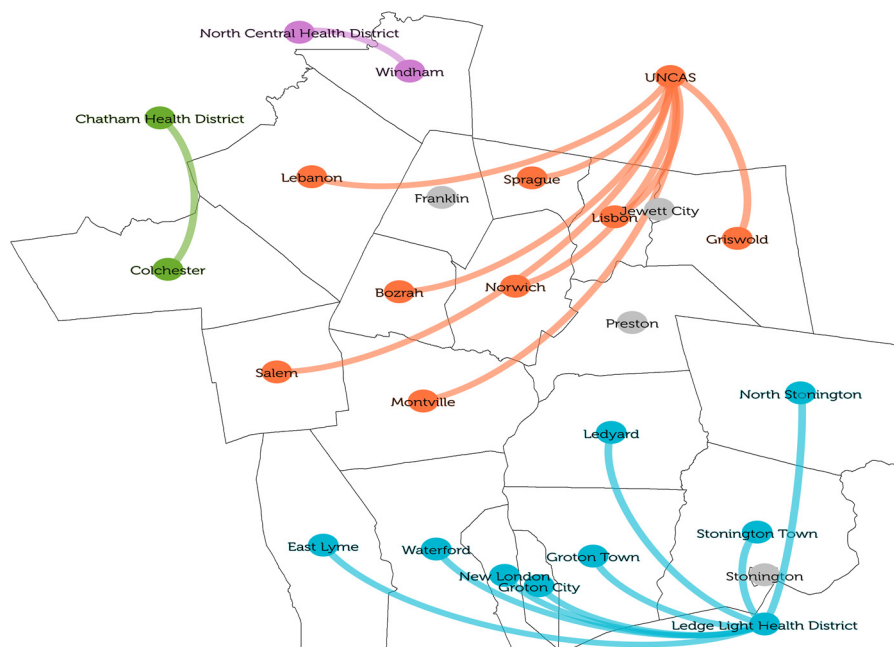 North Central Health District
Windham
UNCAS
Chatham Health District
Lebanon
Sprague
Franklin
Jewett City
Lisbon
Griswold
Colchester
Bozrah
Norwich
Preston
Salem
Montville
North Stonington
Ledyard
Stonington Town
East Lyme
Waterford
Groton Town
New London
Stonington
Groton City
Ledge Light Health District